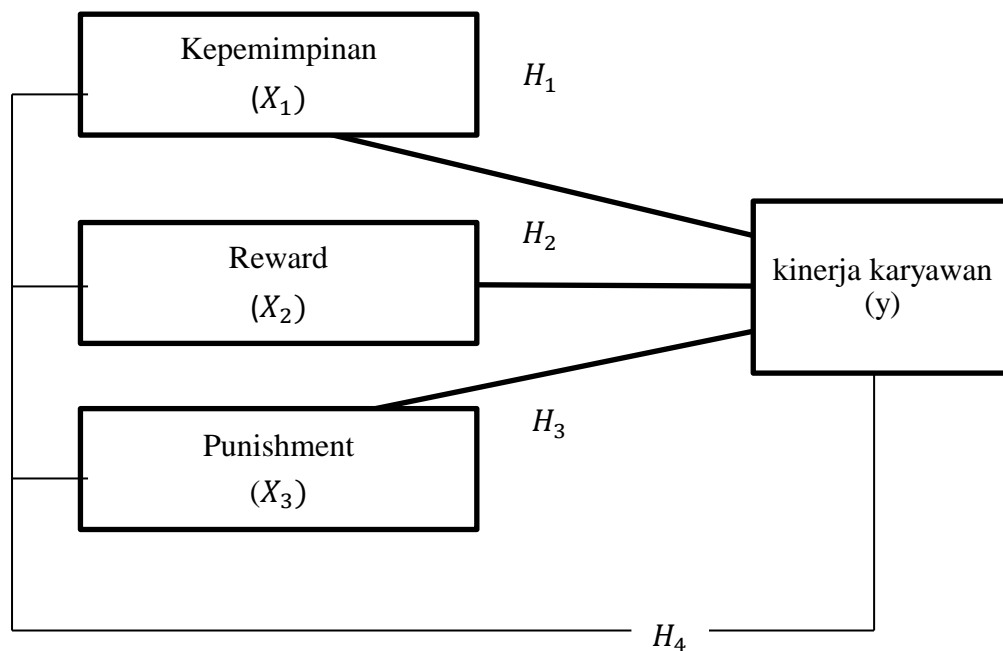 Kepemimpinan
(𝑋₁)
𝐻₁
Reward
(𝑋₂)
𝐻₂
kinerja karyawan
(y)
Punishment
(𝑋₃)
𝐻₃
𝐻₄